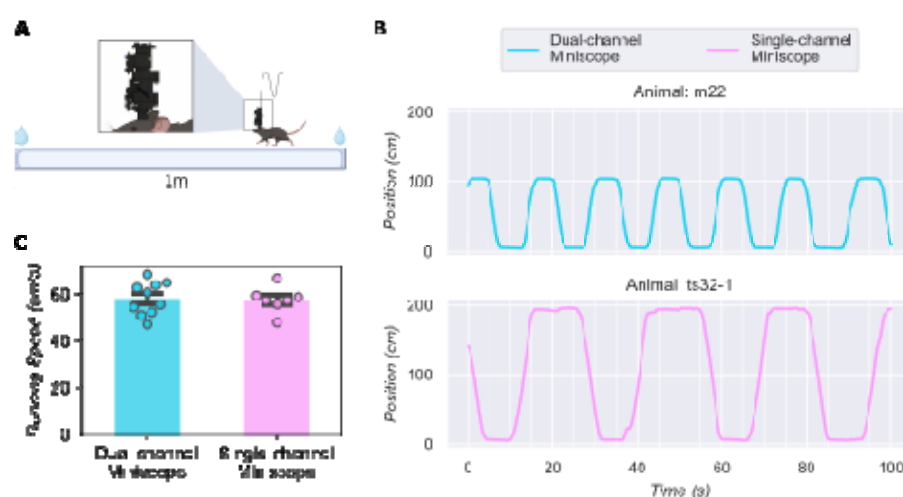 A
1m
B
Dual-channel
Miniscope
Single-channel
Miniscope
Animal: m22
200
100
0
Position (cm)
Animal: ts32-1
200
100
0
Position (cm)
0 20 40 60 80 100
Time (s)
C
Running Speed (cm/s)
60
40
20
0
Dual-channel
Miniscope
Single-channel
Miniscope